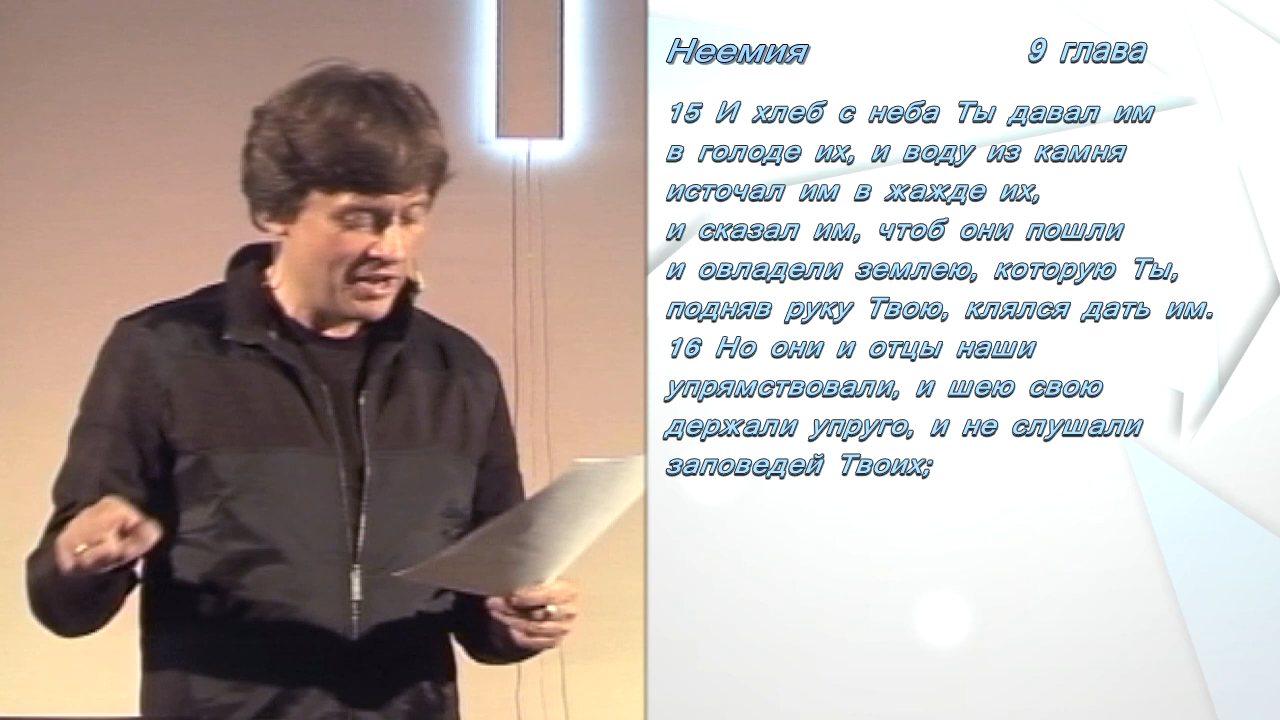 Неемия 9 глава
15 И хлеб с неба Ты давал им
в голоде их, и воду из камня
источал им в жажде их,
и сказал им, чтоб они пошли
и овладели землею, которую Ты,
подняв руку Твою, клялся дать им.
16 Но они и отцы наши
упрямствовали, и шею свою
держали упруго, и не слушали
заповедей Твоих;